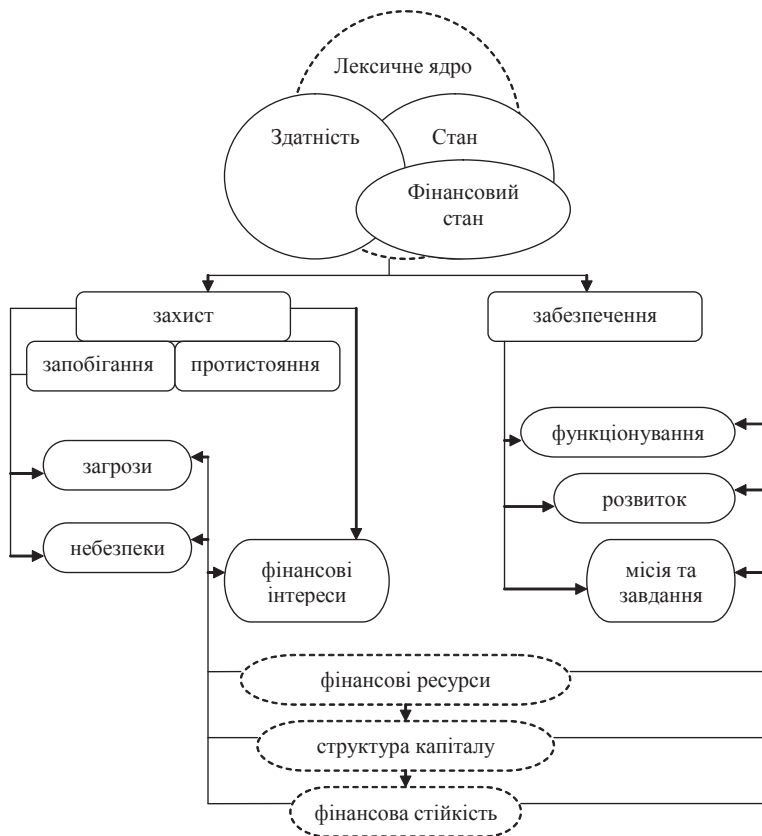 Лексичне ядро
Здатність
Стан
Фінансовий
стан
захист
забезпечення
запобігання
протистояння
функціонування
загрози
розвиток
небезпеки
фінансові
інтереси
місія та
завдання
фінансові ресурси
структура капіталу
фінансова стійкість